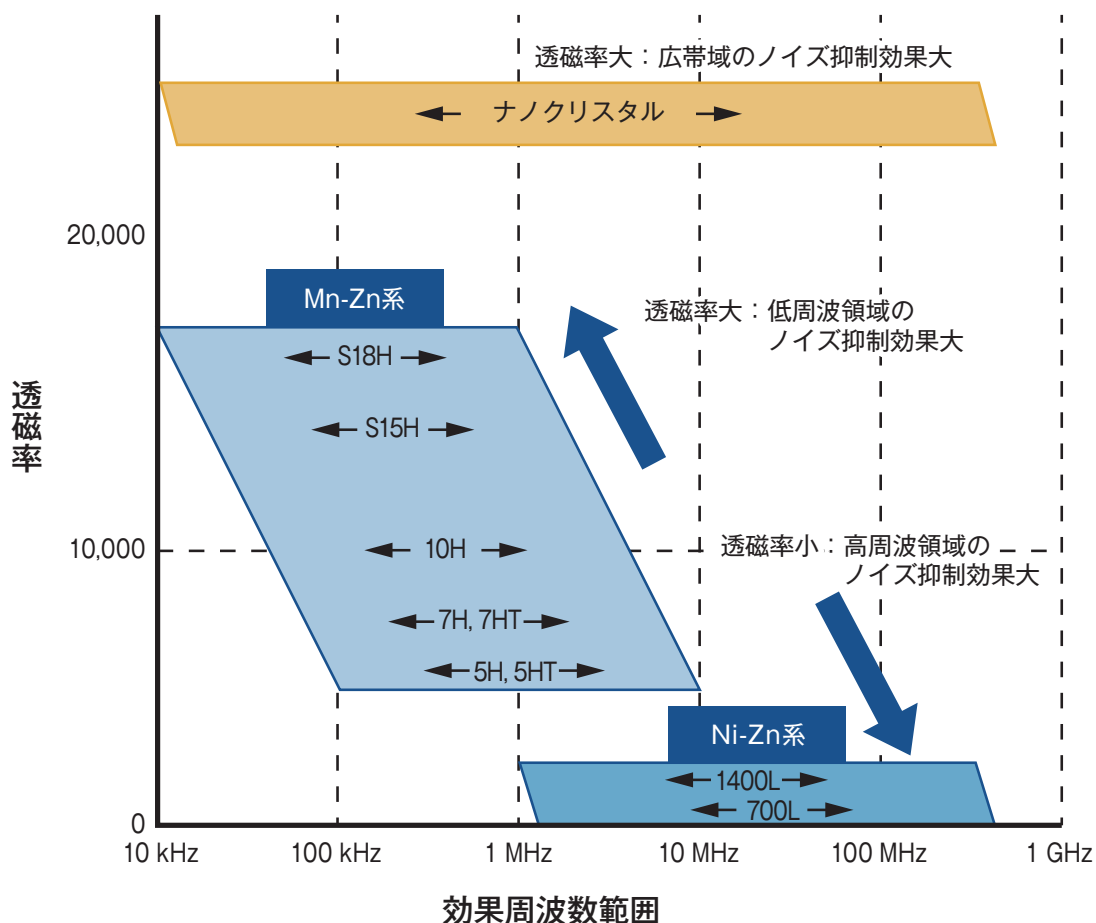 透磁率大：広帯域のノイズ抑制効果大
ナノクリスタル
20,000
Mn-Zn系
透磁率大：低周波領域の
ノイズ抑制効果大
S18H
透磁率
S15H
10,000
10H
透磁率小：高周波領域の
ノイズ抑制効果大
7H, 7HT
5H, 5HT
Ni-Zn系
1400L
700L
0
10 kHz
100 kHz
1 MHz
10 MHz
100 MHz
1 GHz
効果周波数範囲